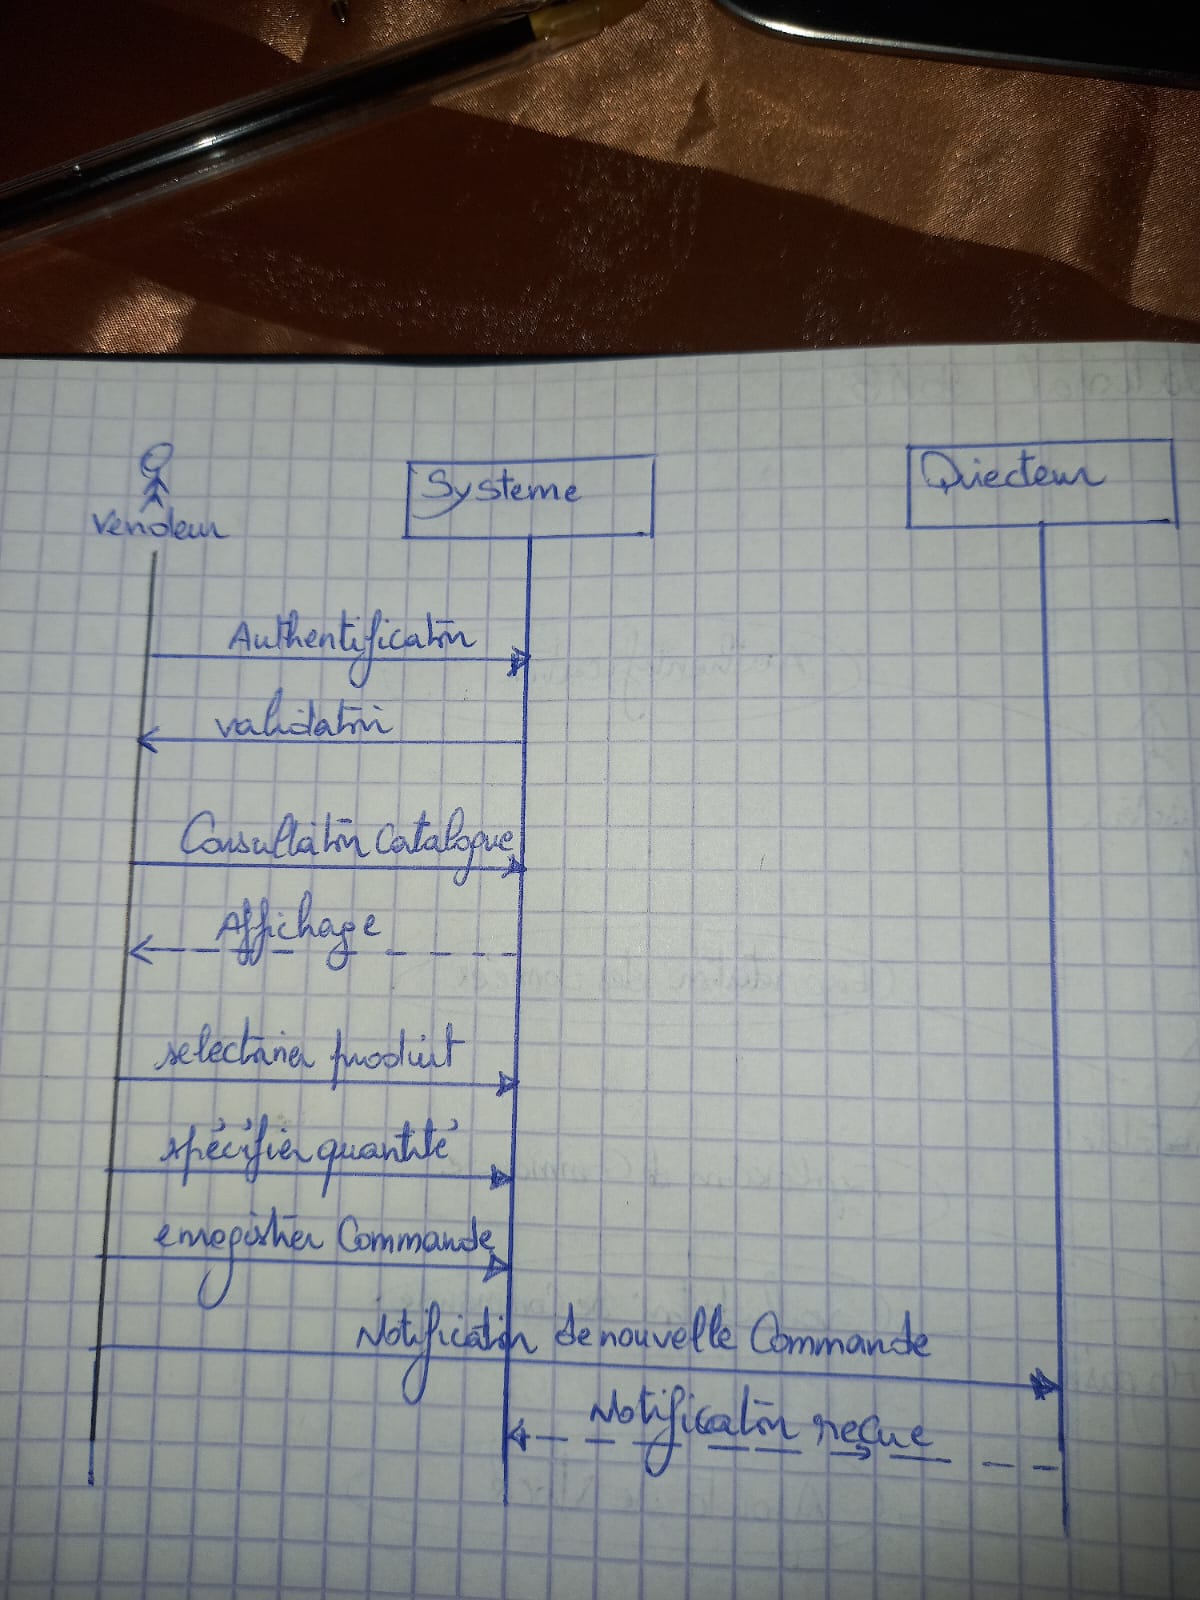 vendeur
Systeme
Directeur
Authentification
validation
Consultation Catalogue
Affichage
selectionner produit
spécifier quantité
enregistrer Commande
Notification de nouvelle Commande
Notification reçue